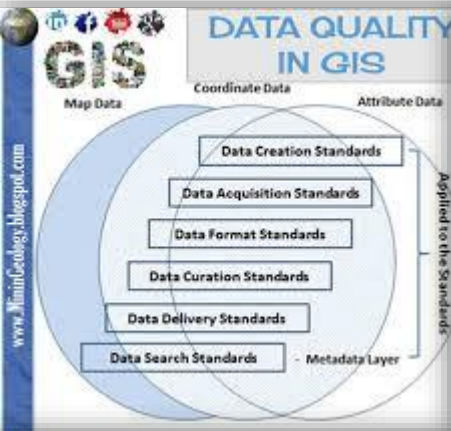 DATA QUALITY
IN GIS
GIS
Coordinate Data
Map Data
Attribute Data
Data Creation Standards
Data Acquisition Standards
Data Format Standards
Data Curation Standards
Data Delivery Standards
Data Search Standards
- Metadata Layer
Applied to the Standards
www.MininGeology.blogspot.com